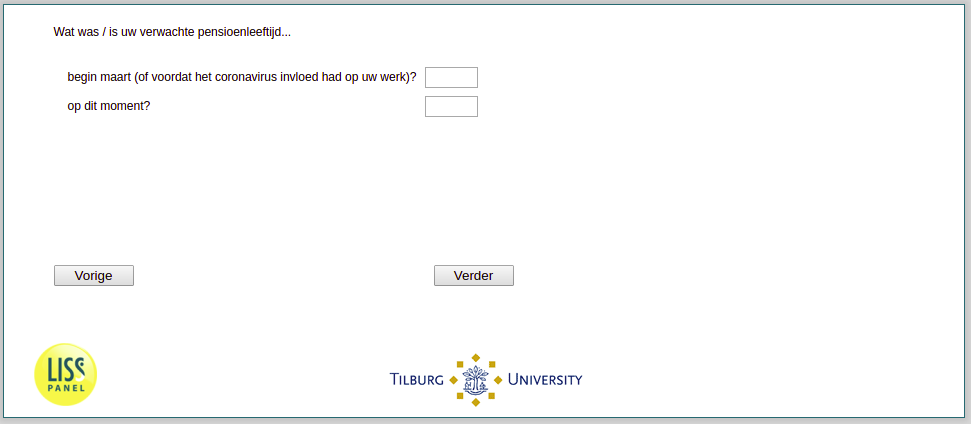 Wat was / is uw verwachte pensioenleeftijd...
begin maart (of voordat het coronavirus invloed had op uw werk)?
op dit moment?
Vorige
Verder
LISS
PANEL
TILBURG UNIVERSITY